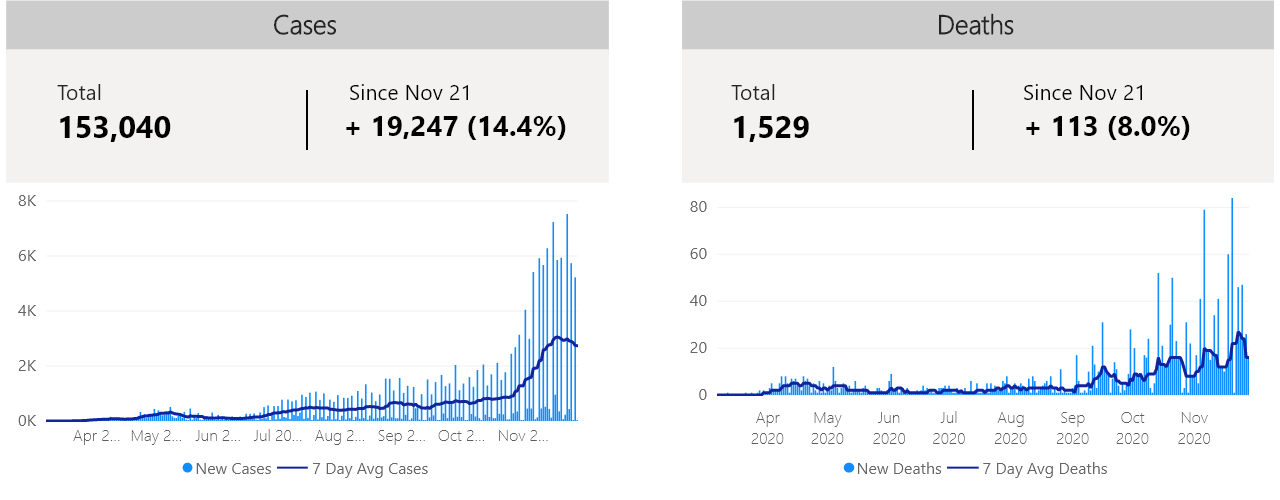 Cases
Total
153,040
Since Nov 21
+ 19,247 (14.4%)
8K
6K
4K
2K
0K
Apr 2...
May 2...
Jun 2...
Jul 20...
Aug 2...
Sep 2...
Oct 2...
Nov 2...
New Cases
7 Day Avg Cases
Deaths
Total
1,529
Since Nov 21
+ 113 (8.0%)
80
60
40
20
0
Apr
2020
May
2020
Jun
2020
Jul
2020
Aug
2020
Sep
2020
Oct
2020
Nov
2020
New Deaths
7 Day Avg Deaths